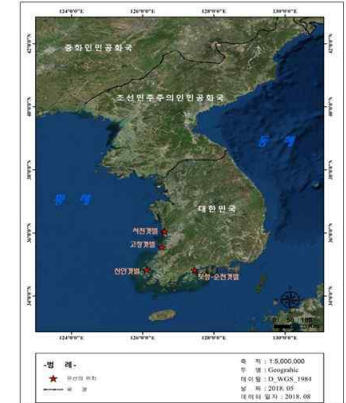 124°0'0"E 126°0'0"E 128°0'0"E 130°0'0"E
중화인민공화국
조선민주주의인민공화국
동 해
황 해
대한민국
서천갯벌
고창갯벌
신안갯벌
보성-순천갯벌
124°0'0"E 126°0'0"E 128°0'0"E 130°0'0"E
-범 례-
유산의 위치
국 경
축 척 : 1:5,000,000
투 영 : Geograhic
데이텀 : D_WGS_1984
날 짜 : 2018. 05
데이터 일자 : 2018. 08